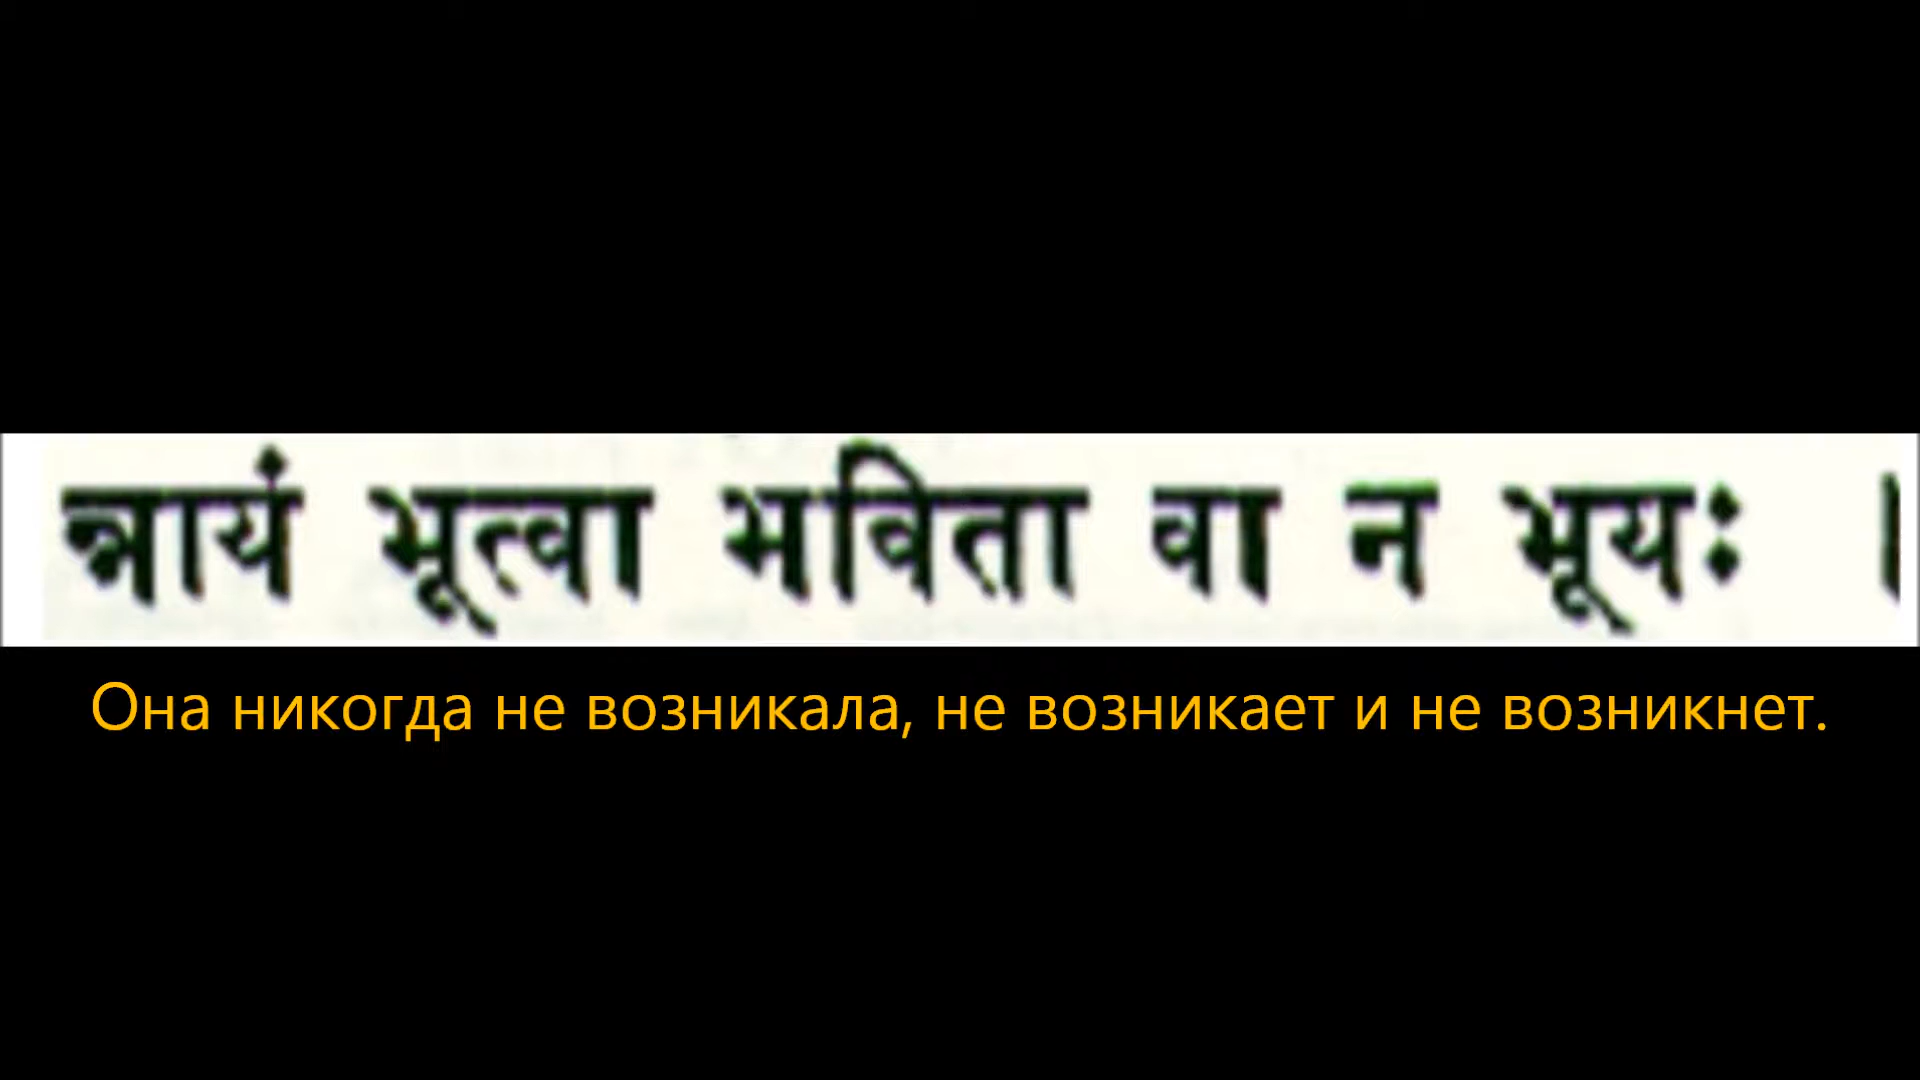 न्नायं भूत्वा भविता वा न भूयः ।
Она никогда не возникала, не возникает и не возникнет.